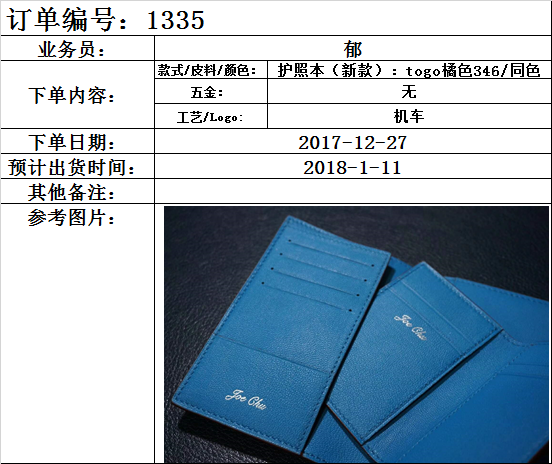 订单编号：1335
业务员：
郁
下单内容：
款式/皮料/颜色：
护照本（新款）：togo橘色346/同色
五金：
无
工艺/Logo:
机车
下单日期：
2017-12-27
预计出货时间：
2018-1-11
其他备注：
参考图片：
Joe Chu
Joe Chu